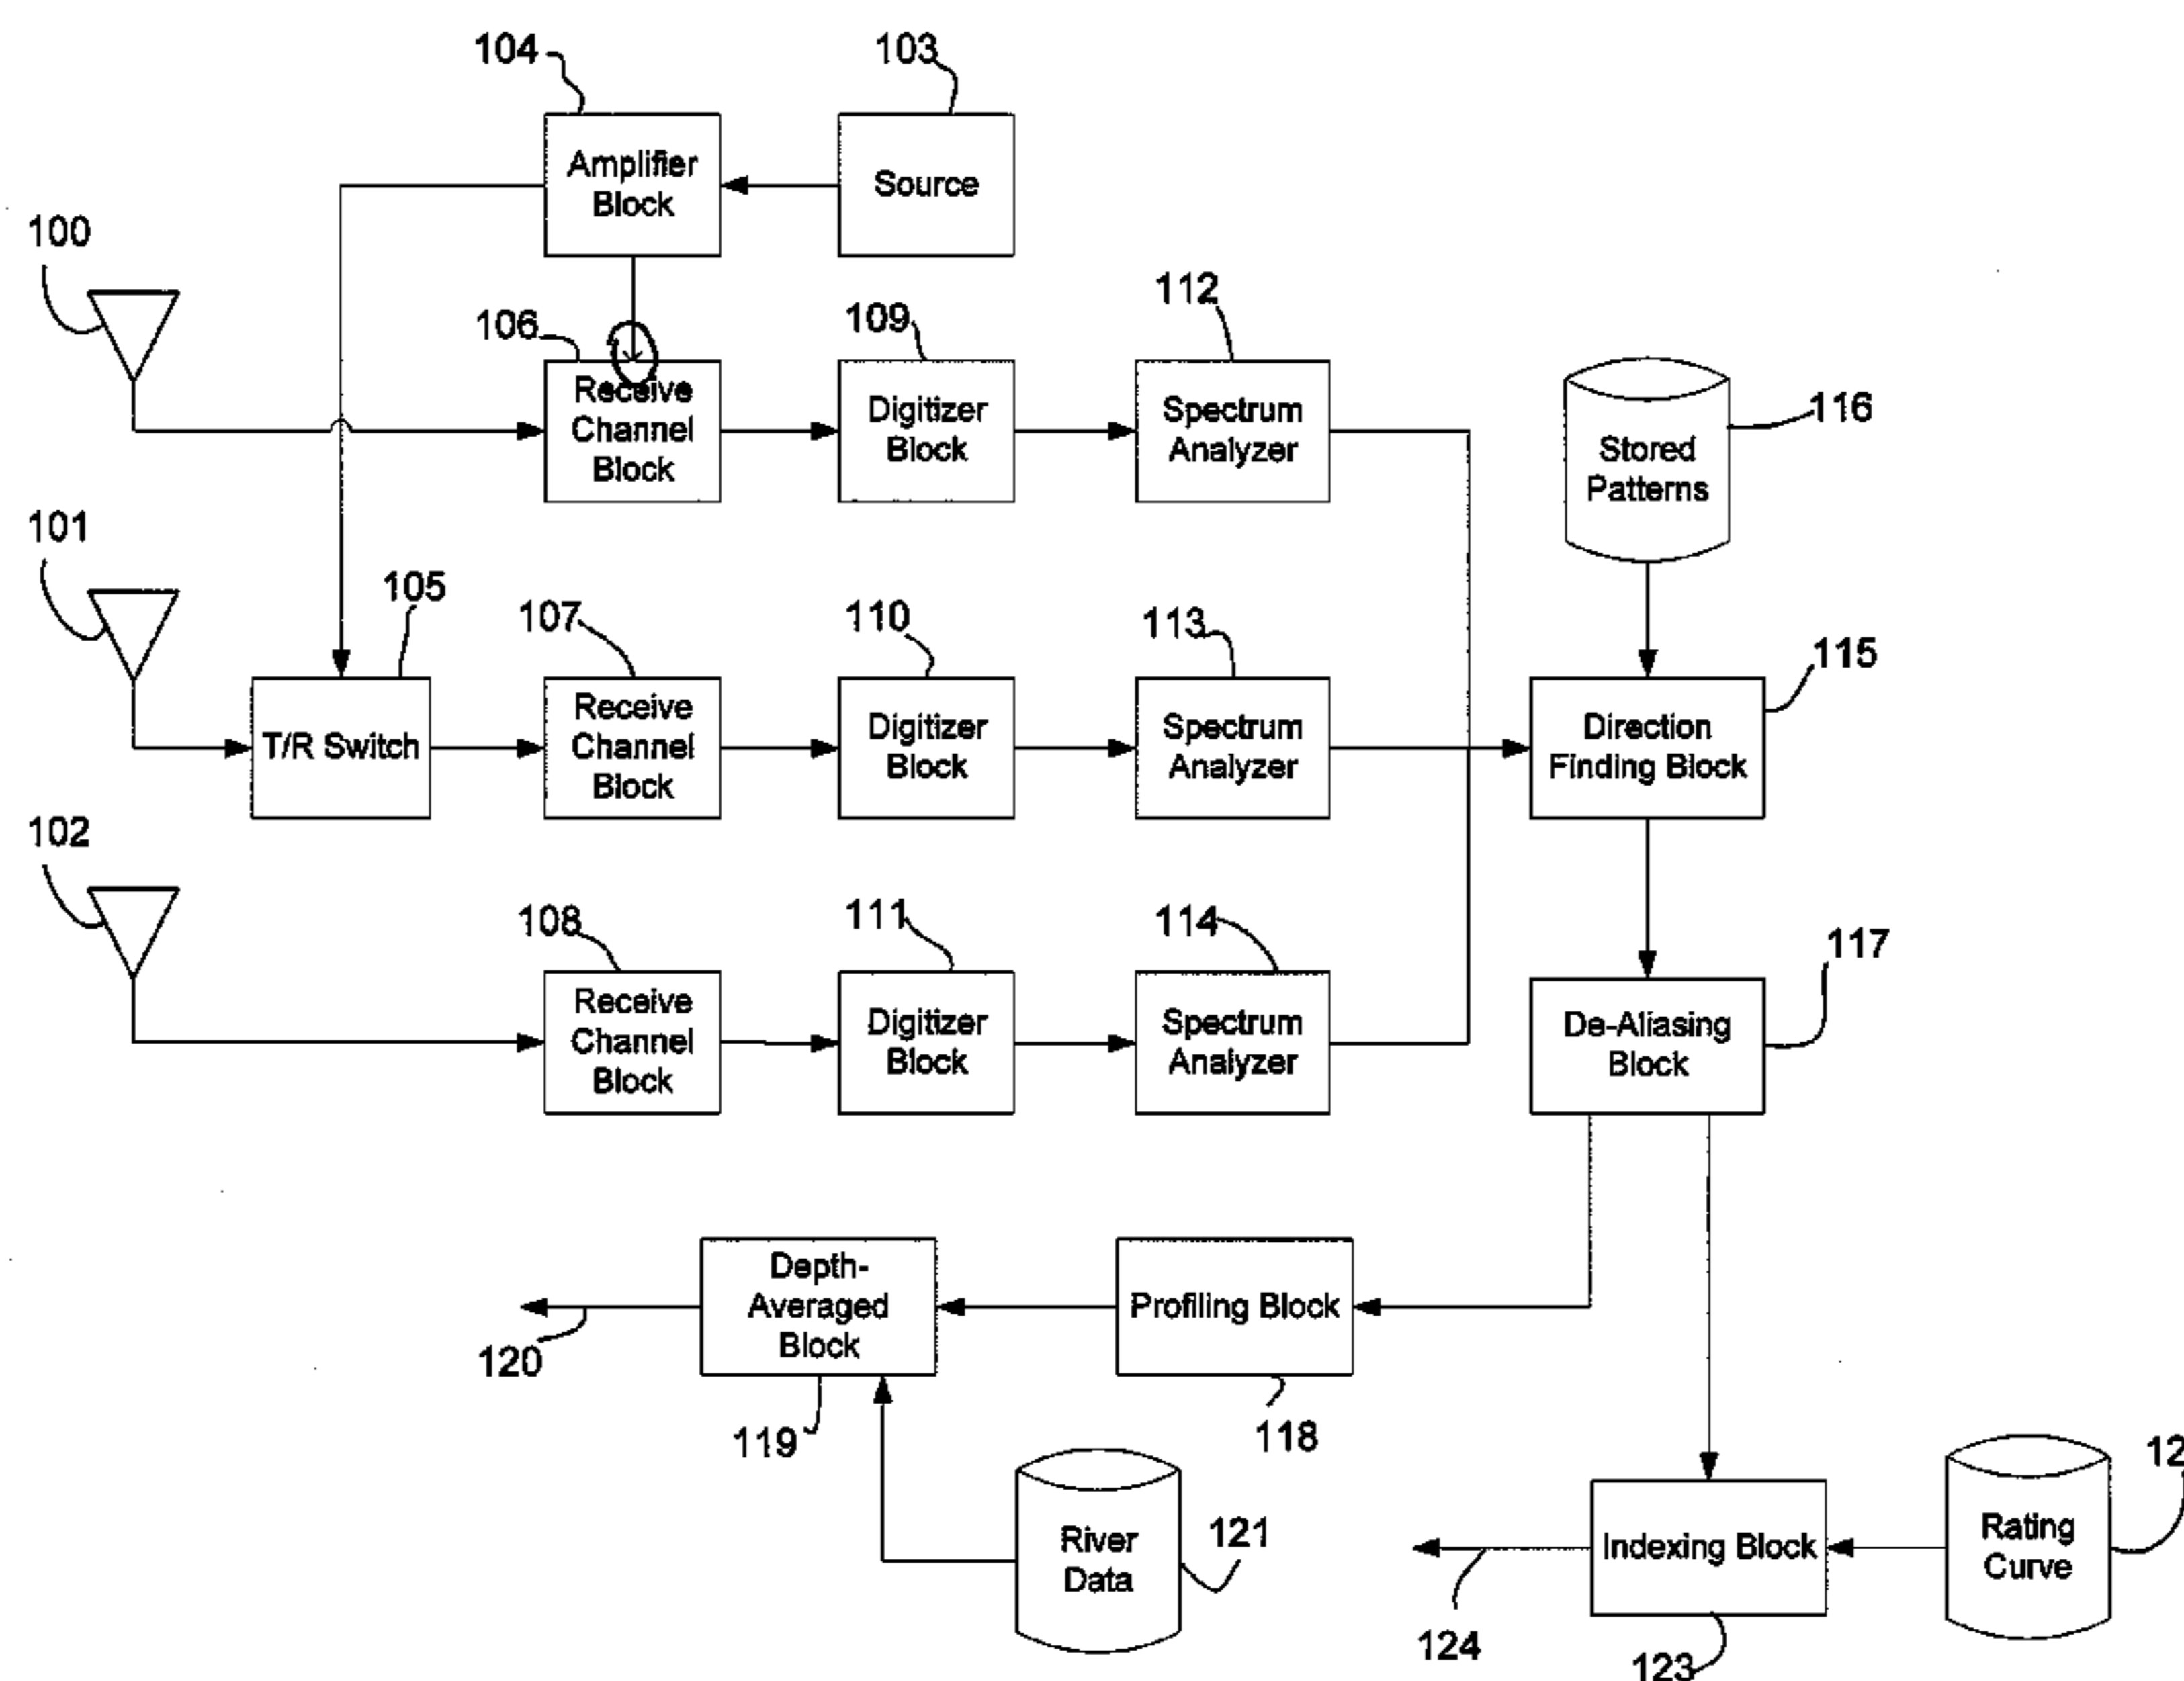 104
103
Amplifier
Block
Source
100
106
109
112
Receive
Channel
Block
Digitizer
Block
Spectrum
Analyzer
116
Stored
Patterns
101
105
107
110
113
115
T/R Switch
Receive
Channel
Block
Digitizer
Block
Spectrum
Analyzer
Direction
Finding Block
102
108
111
114
117
Receive
Channel
Block
Digitizer
Block
Spectrum
Analyzer
De-Aliasing
Block
Depth-
Averaged
Block
Profiling Block
120
119
118
River
Data
121
Indexing Block
Rating
Curve
124
123